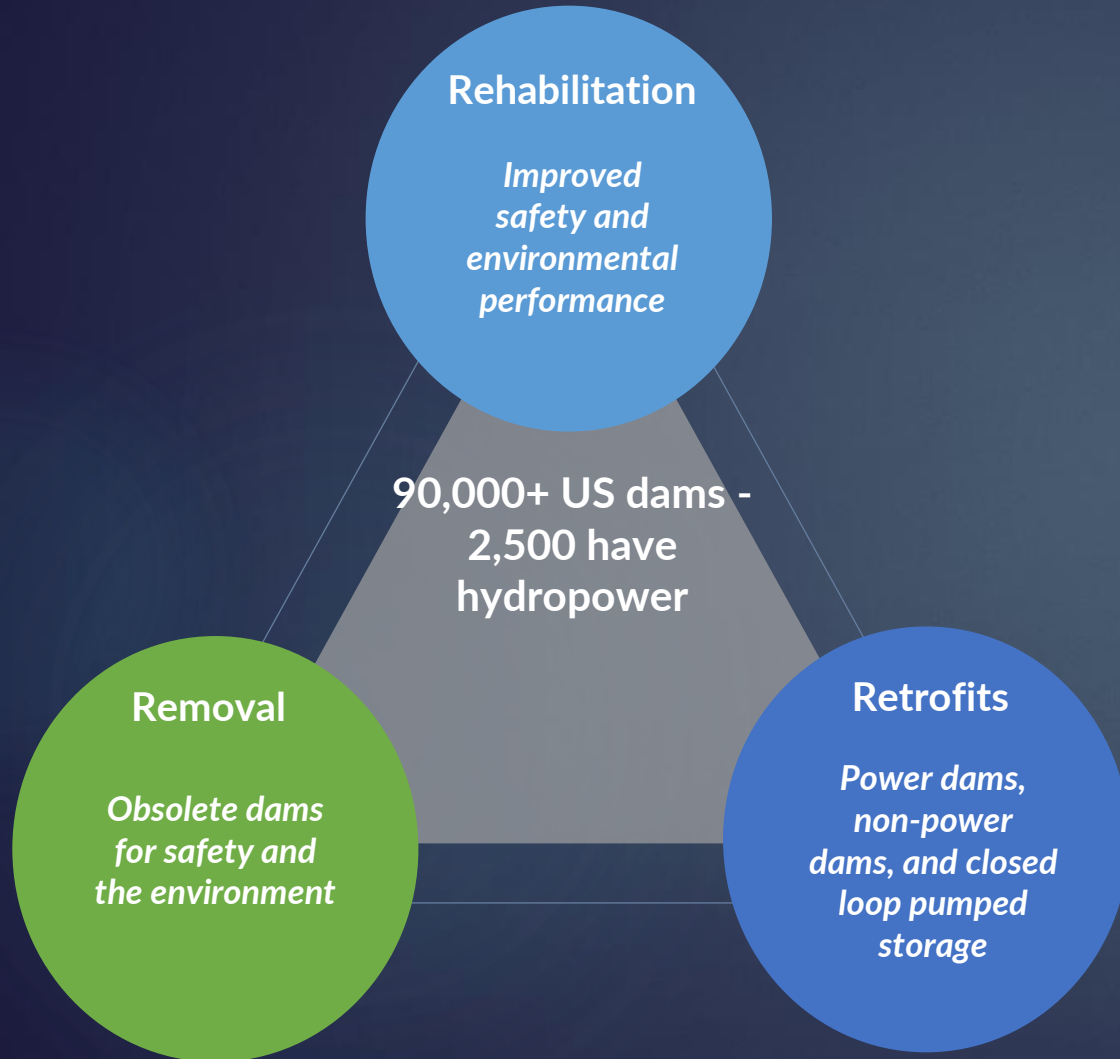 Rehabilitation
Improved
safety and
environmental
performance
90,000+ US dams -
2,500 have
hydropower
Removal
Obsolete dams
for safety and
the environment
Retrofits
Power dams,
non-power
dams, and closed
loop pumped
storage